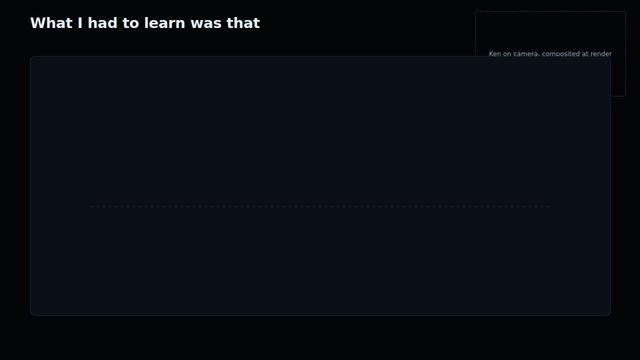 What I had to learn was that
Ken on camera, composited at render